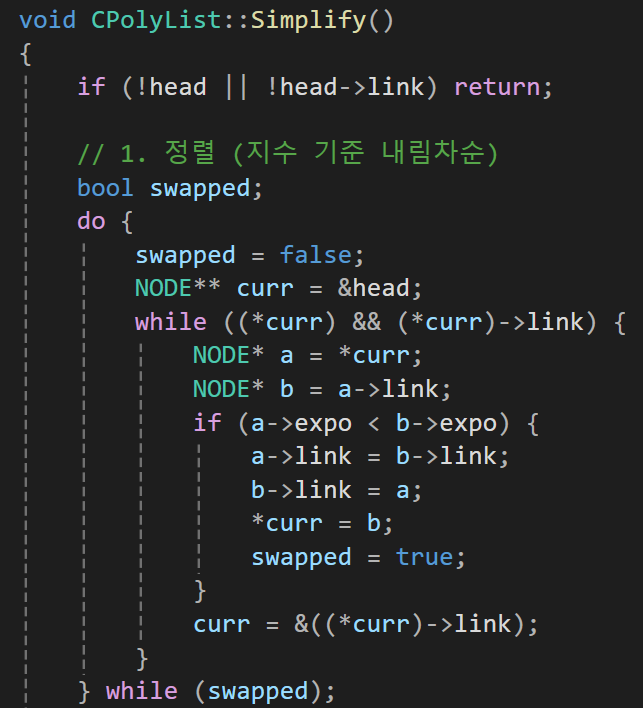 void CPolyList::Simplify()
{
if (!head || !head->link) return;
// 1. 정렬 (지수 기준 내림차순)
bool swapped;
do {
swapped = false;
NODE** curr = &head;
while ((*curr) && (*curr)->link) {
NODE* a = *curr;
NODE* b = a->link;
if (a->expo < b->expo) {
a->link = b->link;
b->link = a;
*curr = b;
swapped = true;
}
curr = &((*curr)->link);
}
} while (swapped);